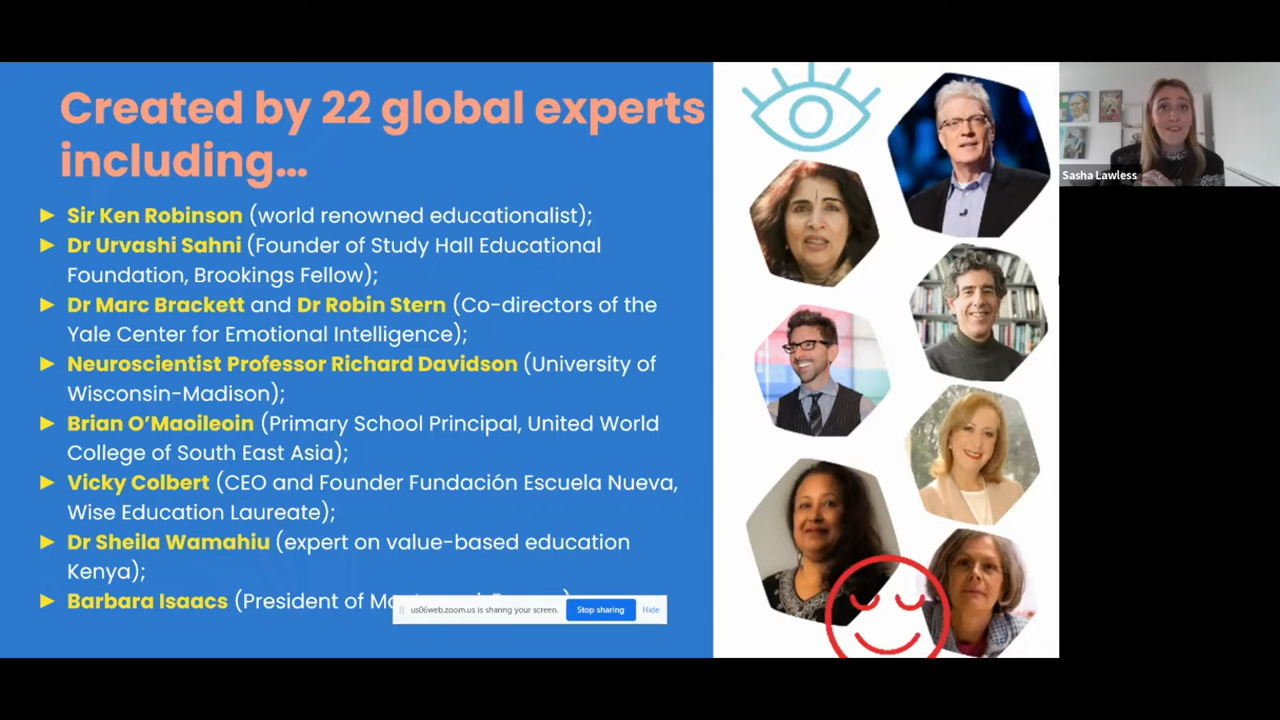 Created by 22 global experts
including...
► Sir Ken Robinson (world renowned educationalist);
► Dr Urvashi Sahni (Founder of Study Hall Educational
Foundation, Brookings Fellow);
► Dr Marc Brackett and Dr Robin Stern (Co-directors of the
Yale Center for Emotional Intelligence);
► Neuroscientist Professor Richard Davidson (University of
Wisconsin-Madison);
► Brian O’Maoileoin (Primary School Principal, United World
College of South East Asia);
► Vicky Colbert (CEO and Founder Fundación Escuela Nueva,
Wise Education Laureate);
► Dr Sheila Wamahiu (expert on value-based education
Kenya);
► Barbara Isaacs (President of
us06web.zoom.us is sharing your screen. Stop sharing Hide
Sasha Lawless